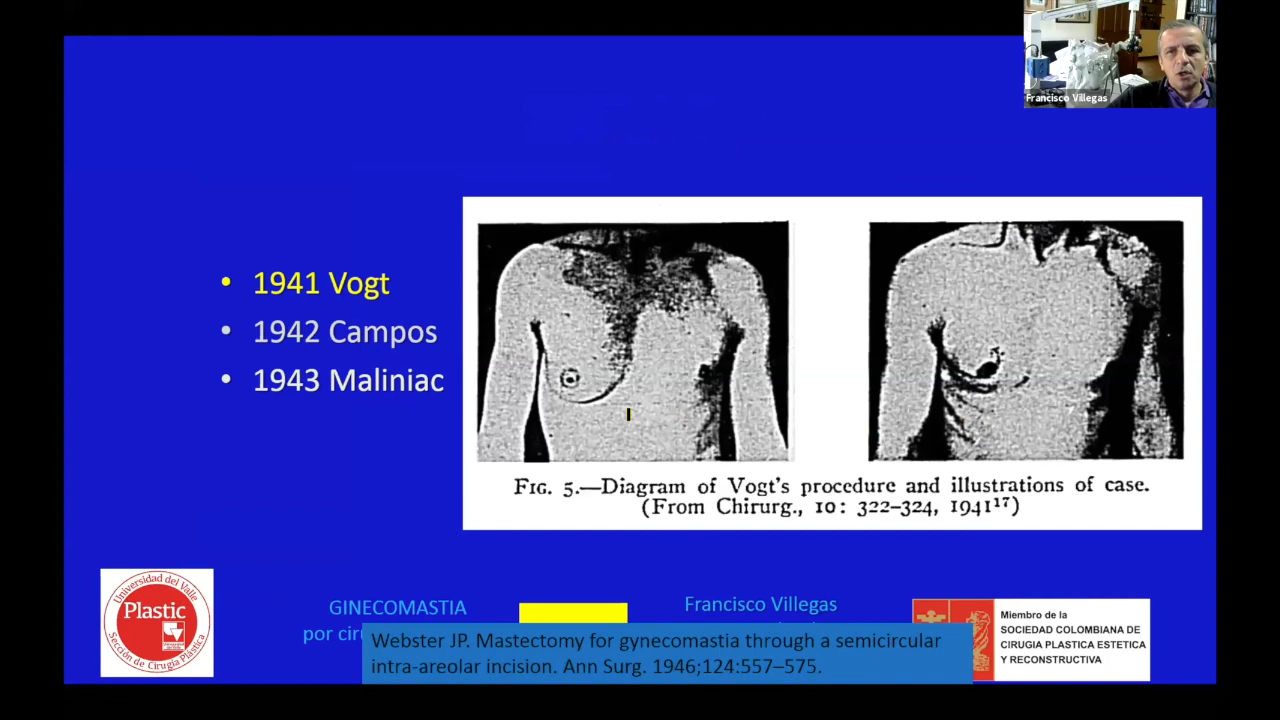 Francisco Villegas
• 1941 Vogt
• 1942 Campos
• 1943 Maliniac
FIG. 5.—Diagram of Vogt's procedure and illustrations of case.
(From Chirurg., 10: 322–324, 1941¹⁷)
Universidad del Valle
Plastic
Sección de Cirugía Plástica
GINECOMASTIA
por
Francisco Villegas
Webster JP. Mastectomy for gynecomastia through a semicircular
intra-areolar incision. Ann Surg. 1946;124:557–575.
Miembro de la
SOCIEDAD COLOMBIANA DE
CIRUGIA PLASTICA ESTETICA
Y RECONSTRUCTIVA